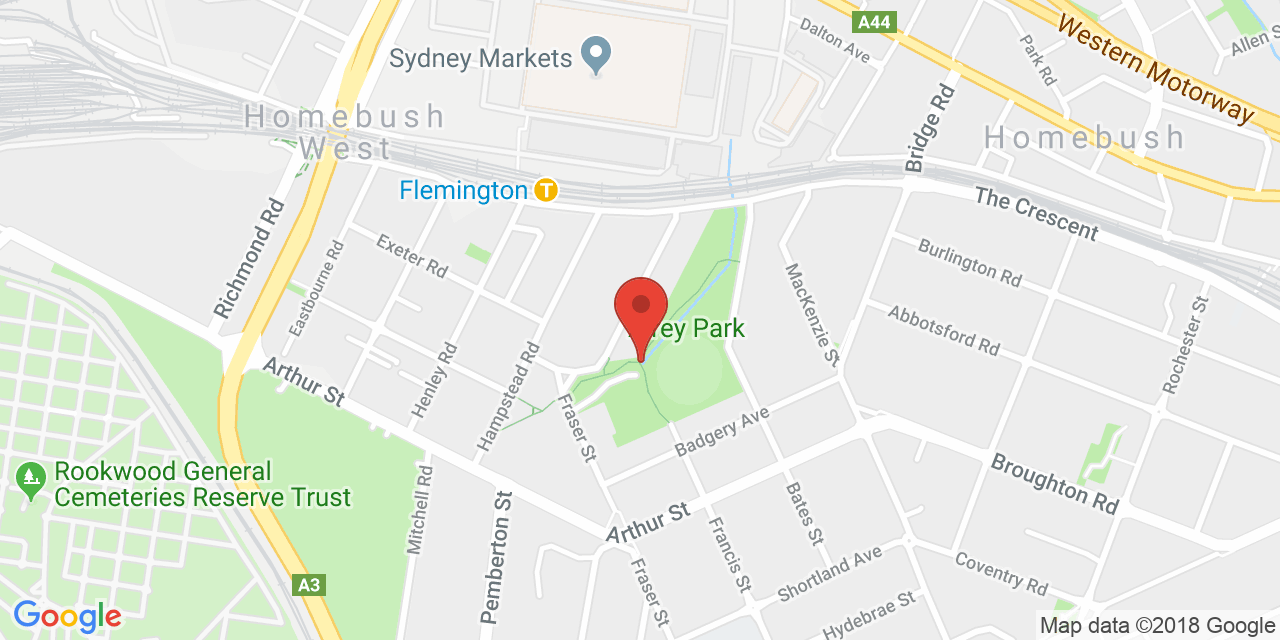 A44
Dalton Ave
Park Rd
Western Motorway
Allen S
Sydney Markets
Homebush
West
Bridge Rd
Homebush
Flemington
T
The Crescent
Richmond Rd
Exeter Rd
Eastbourne Rd
Burlington Rd
MacKenzie St
Abbotsford Rd
Rochester St
rey Park
Arthur St
Henley Rd
Hampstead Rd
Fraser St
Badgery Ave
Broughton Rd
Rookwood General
Cemeteries Reserve Trust
Mitchell Rd
Pemberton St
Arthur St
Bates St
Francis St
Shortland Ave
Coventry Rd
A3
Fraser St
Hydebrae St
Google
Map data ©2018 Google